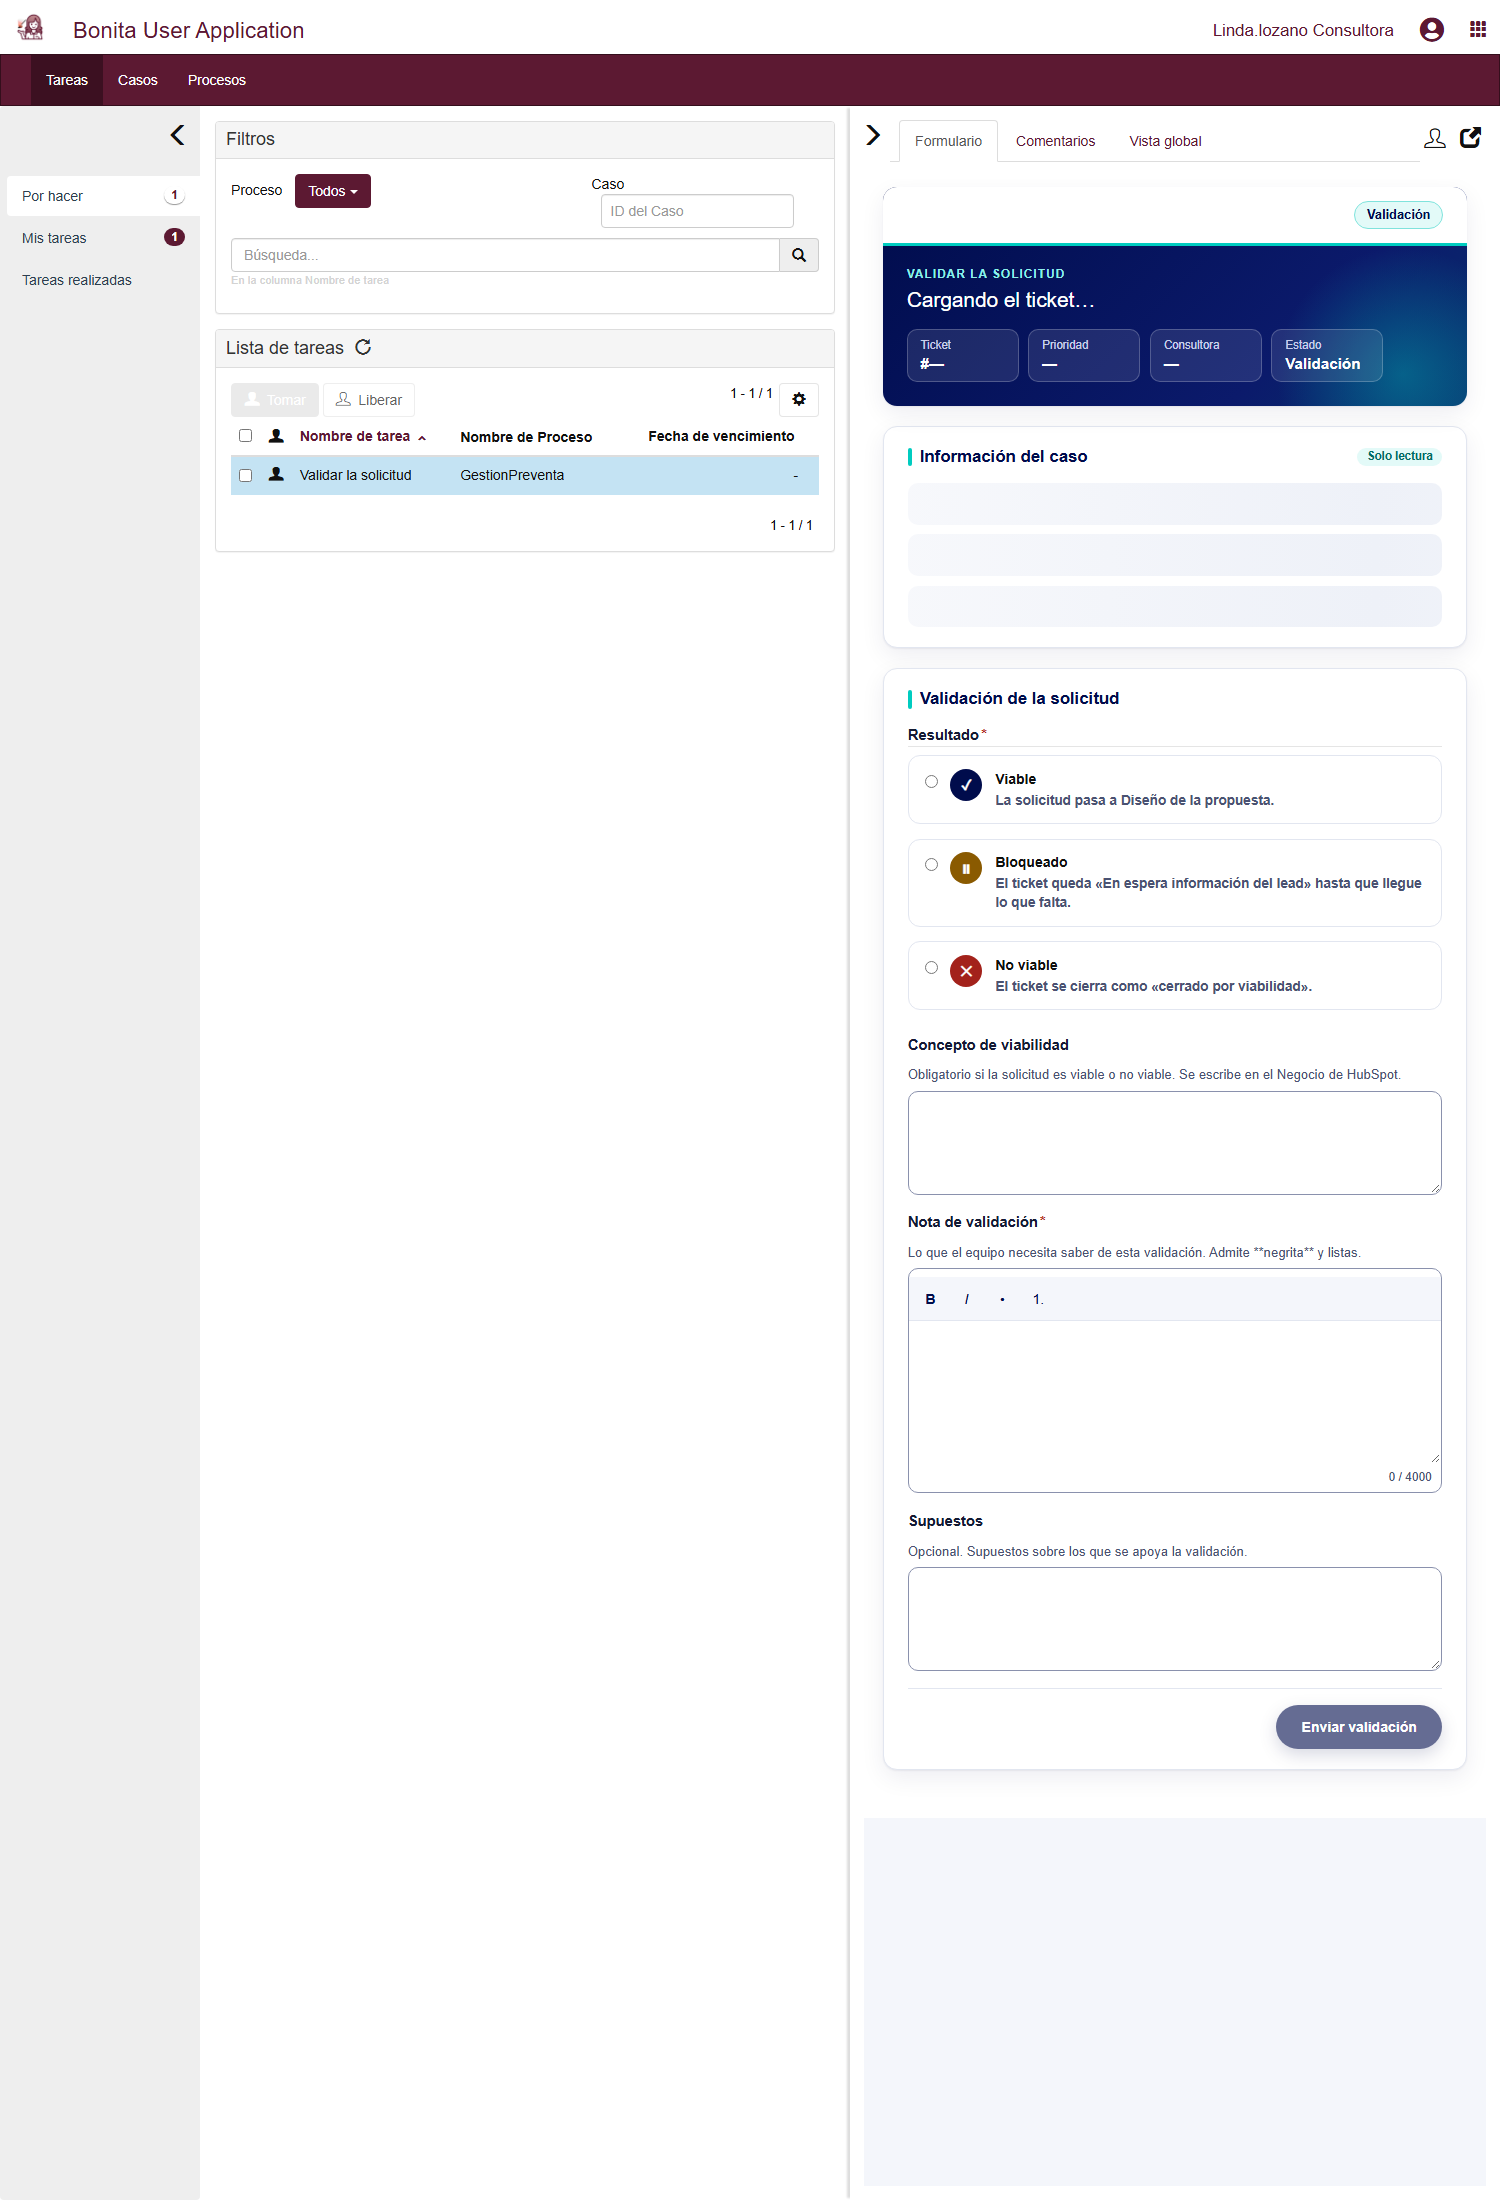 Bonita User Application
Linda.lozano Consultora
Tareas
Casos
Procesos
Por hacer
1
Mis tareas
1
Tareas realizadas
Filtros
Proceso
Todos
Caso
ID del Caso
Búsqueda...
En la columna Nombre de tarea
Lista de tareas
Tomar
Liberar
1 - 1 / 1
Nombre de tarea
Nombre de Proceso
Fecha de vencimiento
Validar la solicitud
GestionPreventa
-
1 - 1 / 1
Formulario
Comentarios
Vista global
Validación
VALIDAR LA SOLICITUD
Cargando el ticket…
Ticket
#—
Prioridad
—
Consultora
—
Estado
Validación
Información del caso
Solo lectura
Validación de la solicitud
Resultado*
Viable
La solicitud pasa a Diseño de la propuesta.
Bloqueado
El ticket queda «En espera información del lead» hasta que llegue
lo que falta.
No viable
El ticket se cierra como «cerrado por viabilidad».
Concepto de viabilidad
Obligatorio si la solicitud es viable o no viable. Se escribe en el Negocio de HubSpot.
Nota de validación*
Lo que el equipo necesita saber de esta validación. Admite **negrita** y listas.
B
I
•
1.
0 / 4000
Supuestos
Opcional. Supuestos sobre los que se apoya la validación.
Enviar validación